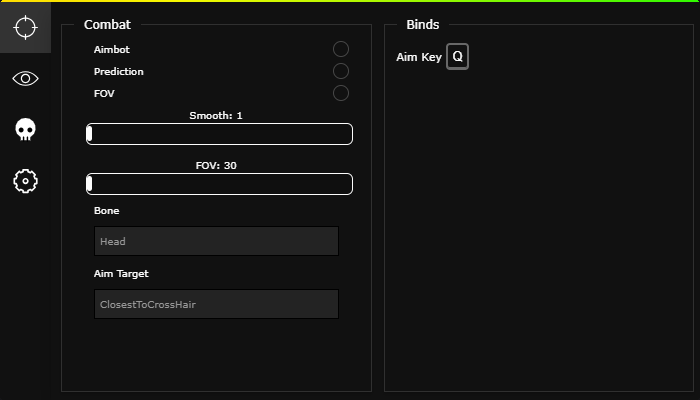 Combat
Aimbot
Prediction
FOV
Smooth: 1
FOV: 30
Bone
Head
Aim Target
ClosestToCrossHair
Binds
Aim Key Q